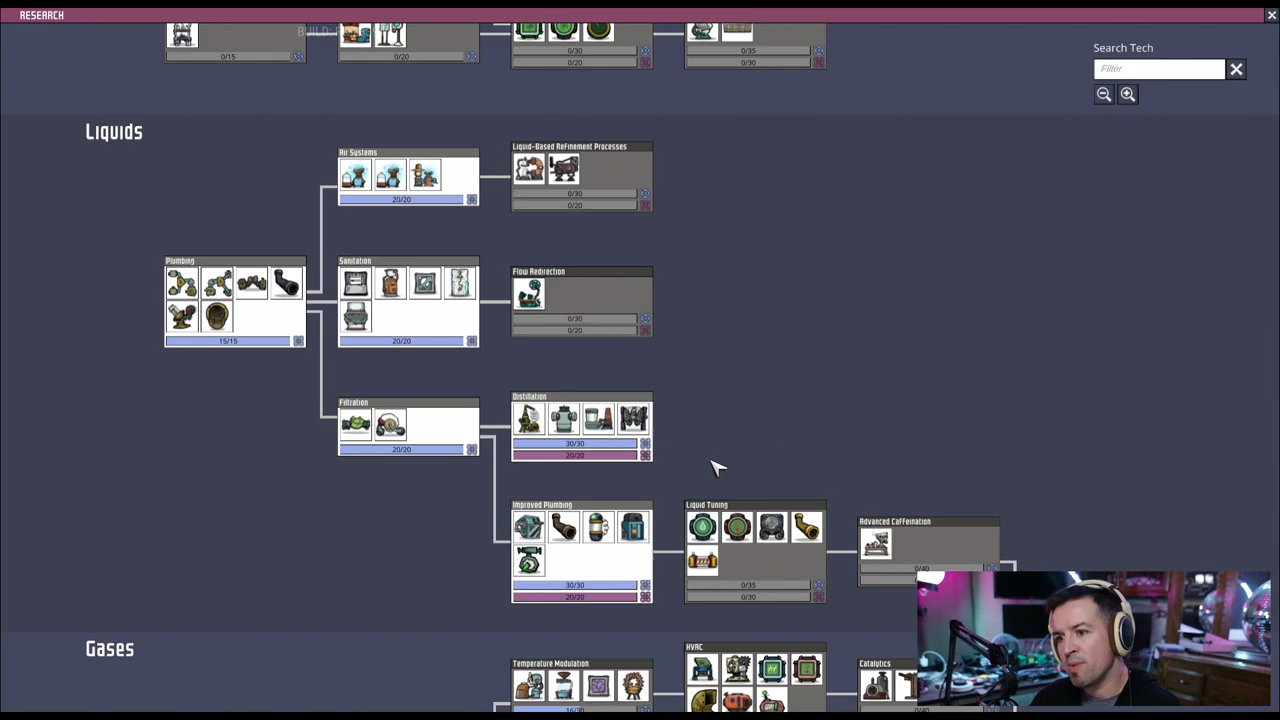 RESEARCH
BUILD:
0/15
0/20
0/30
0/20
0/35
0/30
Search Tech
Filter
Liquids
Air Systems
20/20
Liquid-Based Refinement Processes
0/30
0/20
Plumbing
15/15
Sanitation
20/20
Flow Redirection
0/30
0/20
Filtration
20/20
Distillation
30/30
20/20
Improved Plumbing
30/30
20/20
Liquid Tuning
0/35
0/30
Advanced Caffeination
0/40
Gases
Temperature Modulation
16/30
HVAC
Catalytics